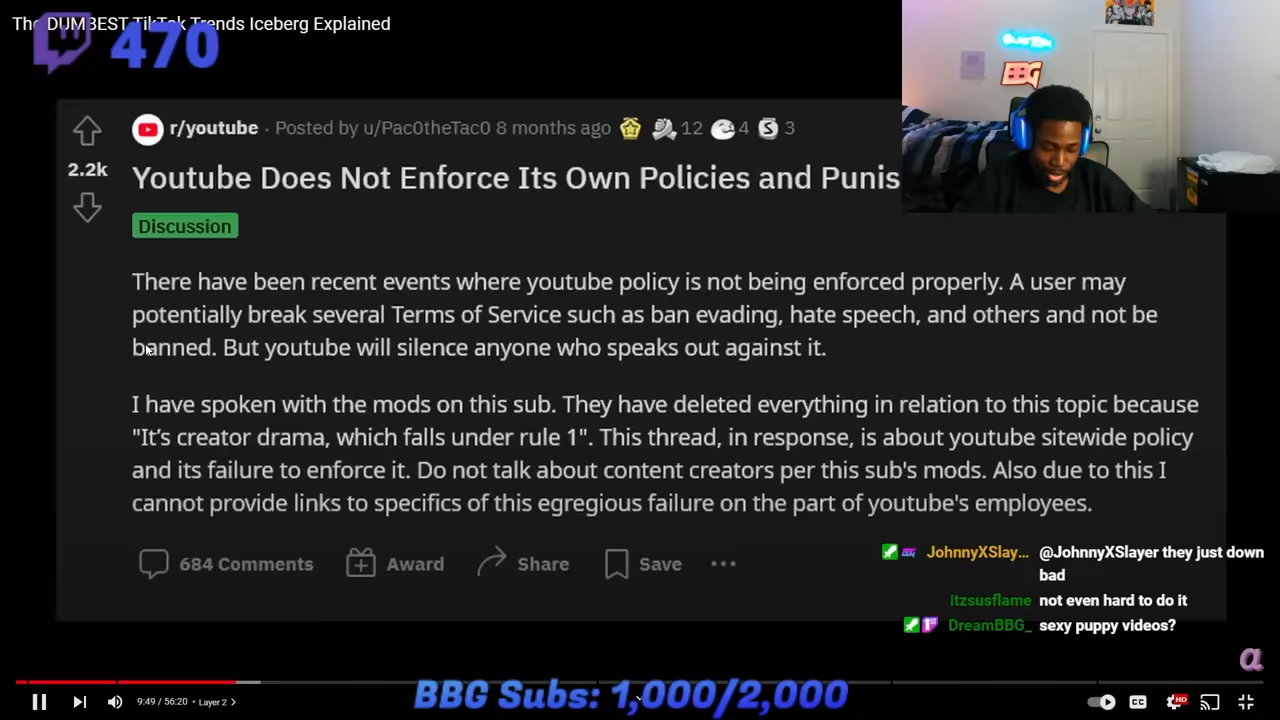 The DUMBEST TikTok Trends Iceberg Explained
470
r/youtube · Posted by u/Pac0theTac0 8 months ago 12 4 3
2.2k
Youtube Does Not Enforce Its Own Policies and Punis
Discussion
There have been recent events where youtube policy is not being enforced properly. A user may
potentially break several Terms of Service such as ban evading, hate speech, and others and not be
banned. But youtube will silence anyone who speaks out against it.
I have spoken with the mods on this sub. They have deleted everything in relation to this topic because
"It's creator drama, which falls under rule 1". This thread, in response, is about youtube sitewide policy
and its failure to enforce it. Do not talk about content creators per this sub's mods. Also due to this I
cannot provide links to specifics of this egregious failure on the part of youtube's employees.
684 Comments Award Share Save
JohnnyXSlay... @JohnnyXSlayer they just down
bad
itzsusflame not even hard to do it
DreamBBG_ sexy puppy videos?
a
9:49 / 56:20 • Layer 2
BBG Subs: 1,000/2,000
CC
HD
BBG